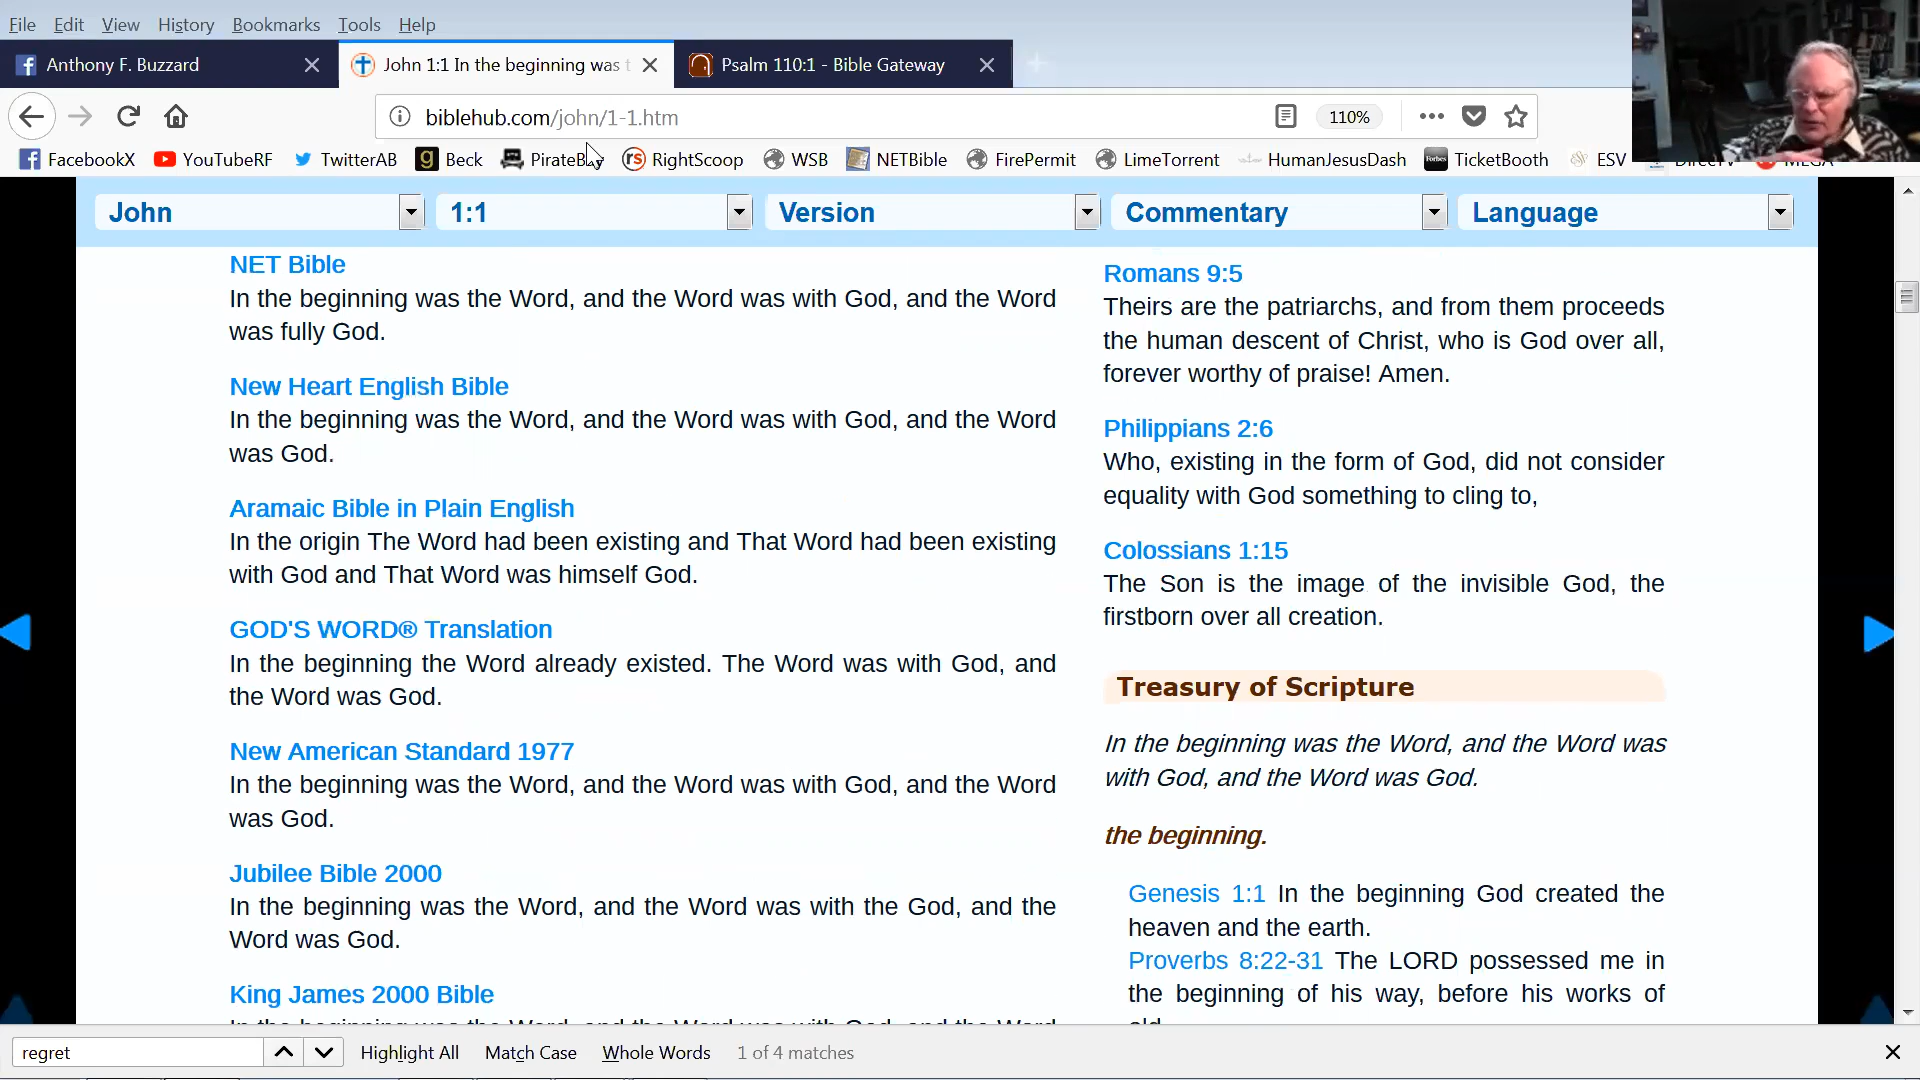 File Edit View History Bookmarks Tools Help
Anthony F. Buzzard
John 1:1 In the beginning was t
Psalm 110:1 - Bible Gateway
biblehub.com/john/1-1.htm
110%
FacebookX YouTubeRF TwitterAB Beck RightScoop WSB NETBible FirePermit LimeTorrent HumanJesusDash TicketBooth ESV
John 1:1 Version Commentary Language
NET Bible
In the beginning was the Word, and the Word was with God, and the Word
was fully God.
New Heart English Bible
In the beginning was the Word, and the Word was with God, and the Word
was God.
Aramaic Bible in Plain English
In the origin The Word had been existing and That Word had been existing
with God and That Word was himself God.
GOD'S WORD® Translation
In the beginning the Word already existed. The Word was with God, and
the Word was God.
New American Standard 1977
In the beginning was the Word, and the Word was with God, and the Word
was God.
Jubilee Bible 2000
In the beginning was the Word, and the Word was with the God, and the
Word was God.
King James 2000 Bible
In the beginning was the Word, and the Word was with God, and the Word
Romans 9:5
Theirs are the patriarchs, and from them proceeds
the human descent of Christ, who is God over all,
forever worthy of praise! Amen.
Philippians 2:6
Who, existing in the form of God, did not consider
equality with God something to cling to,
Colossians 1:15
The Son is the image of the invisible God, the
firstborn over all creation.
Treasury of Scripture
In the beginning was the Word, and the Word was
with God, and the Word was God.
the beginning.
Genesis 1:1 In the beginning God created the
heaven and the earth.
Proverbs 8:22-31 The LORD possessed me in
the beginning of his way, before his works of
old.
regret Highlight All Match Case Whole Words 1 of 4 matches